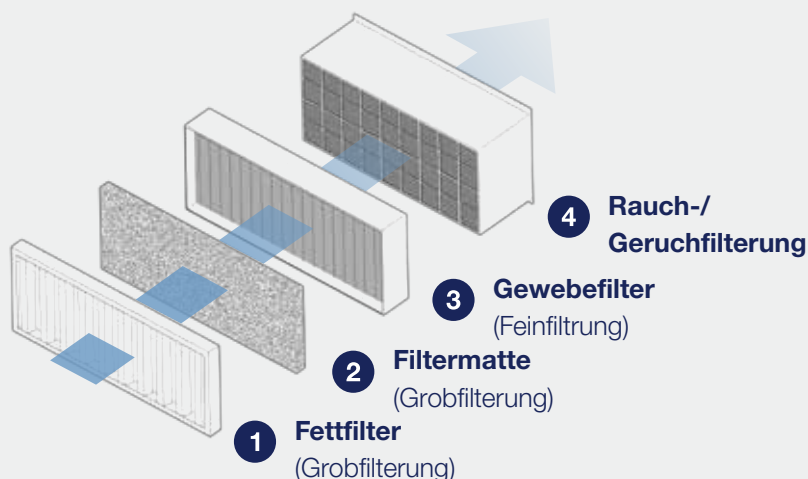 4 Rauch-/
Geruchfilterung
3 Gewebefilter
(Feinfiltrung)
2 Filtermatte
(Grobfilterung)
1 Fettfilter
(Grobfilterung)